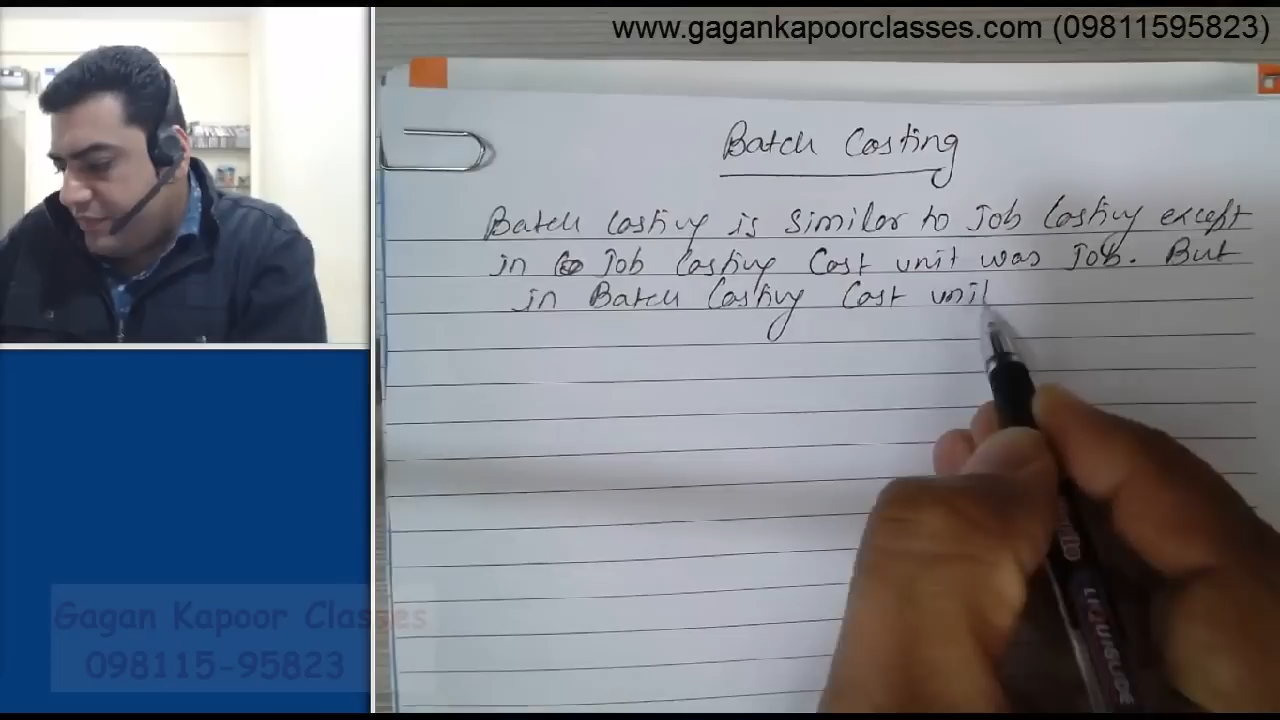 www.gagankapoorclasses.com (09811595823)
Batch Costing
Batch Costing is similar to Job Costing except
in Job Costing Cost unit was Job. But
in Batch Costing Cost unit
Gagan Kapoor Classes
098115-95823
LIQUIGLIDE